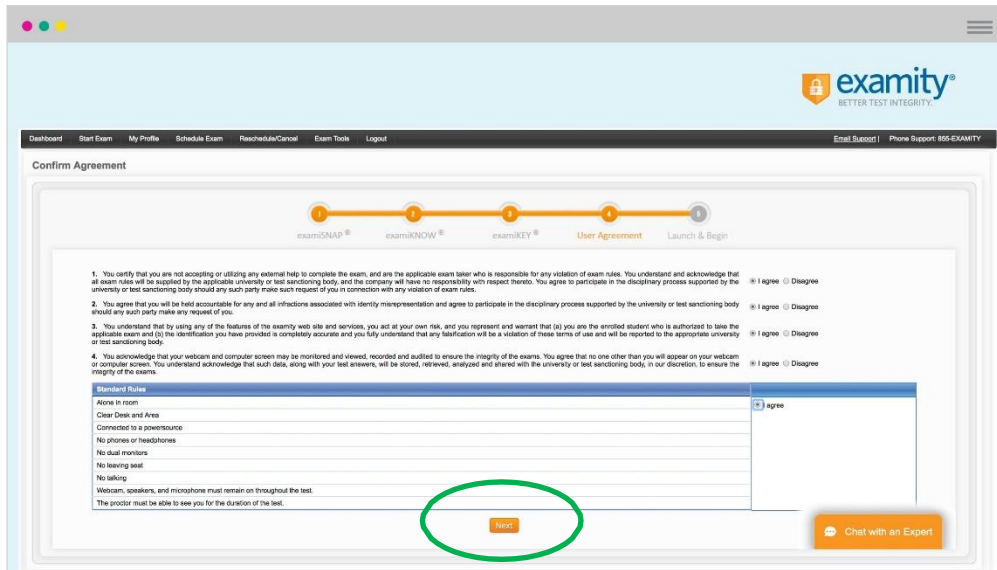 examity®
BETTER TEST INTEGRITY.
Dashboard Start Exam My Profile Schedule Exam Reschedule/Cancel Exam Tools Logout Email Support | Phone Support: 855-EXAMITY
Confirm Agreement
1 2 3 4 5
examiSNAP ® examiKNOW ® examiKEY ® User Agreement Launch & Begin
1. You certify that you are not accepting or utilizing any external help to complete the exam, and are the applicable exam taker who is responsible for any violation of exam rules. You understand and acknowledge that
all exam rules will be supplied by the applicable university or test sanctioning body, and the company will have no responsibility with respect thereto. You agree to participate in the disciplinary process supported by the
university or test sanctioning body should any such party make such request of you in connection with any violation of exam rules.
I agree Disagree
2. You agree that you will be held accountable for any and all infractions associated with identity misrepresentation and agree to participate in the disciplinary process supported by the university or test sanctioning body
should any such party make any request of you.
I agree Disagree
3. You understand that by using any of the features of the examity web site and services, you act at your own risk, and you represent and warrant that (a) you are the enrolled student who is authorized to take the
applicable exam and (b) the identification you have provided is completely accurate and you fully understand that any falsification will be a violation of these terms of use and will be reported to the appropriate university
or test sanctioning body.
I agree Disagree
4. You acknowledge that your webcam and computer screen may be monitored and viewed, recorded and audited to ensure the integrity of the exams. You agree that no one other than you will appear on your webcam
or computer screen. You understand acknowledge that such data, along with your test answers, will be stored, retrieved, analyzed and shared with the university or test sanctioning body, in our discretion, to ensure the
integrity of the exams.
I agree Disagree
Standard Rules
Alone in room
I agree
Clear Desk and Area
Connected to a powersource
No phones or headphones
No dual monitors
No leaving seat
No talking
Webcam, speakers, and microphone must remain on throughout the test.
The proctor must be able to see you for the duration of the test.
Next
Chat with an Expert